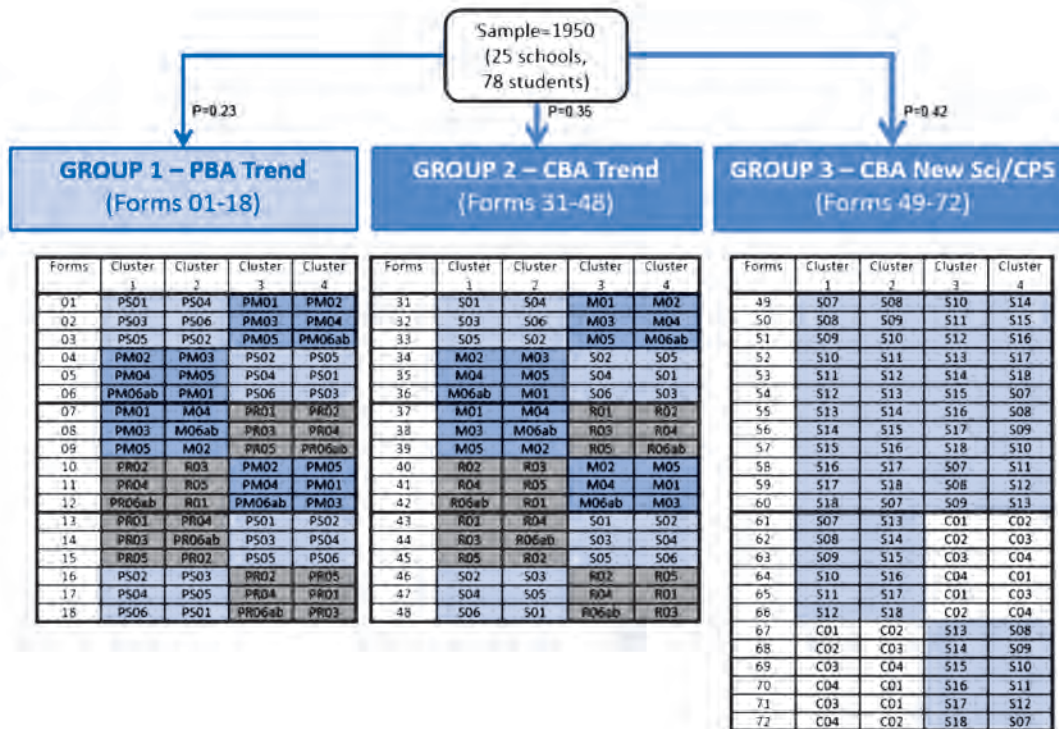 Sample=1950
(25 schools,
78 students)
P=0.23
P=0.35
P=0.42
GROUP 1 – PBA Trend
(Forms 01-18)
GROUP 2 – CBA Trend
(Forms 31-48)
GROUP 3 – CBA New Sci/CPS
(Forms 49-72)
Forms Cluster 1 Cluster 2 Cluster 3 Cluster 4
01 PS01 PS04 PM01 PM02
02 PS03 PS06 PM03 PM04
03 PS05 PS02 PM05 PM06ab
04 PM02 PM03 PS02 PS05
05 PM04 PM05 PS04 PS01
06 PM06ab PM01 PS06 PS03
07 PM01 M04 PR01 PR02
08 PM03 M06ab PR03 PR04
09 PM05 M02 PR05 PR06ab
10 PR02 R03 PM02 PM05
11 PR04 R05 PM04 PM01
12 PR06ab R01 PM06ab PM03
13 PR01 PR04 PS01 PS02
14 PR03 PR06ab PS03 PS04
15 PR05 PR02 PS05 PS06
16 PS02 PS03 PR02 PR05
17 PS04 PS05 PR04 PR01
18 PS06 PS01 PR06ab PR03
Forms Cluster 1 Cluster 2 Cluster 3 Cluster 4
31 S01 S04 M01 M02
32 S03 S06 M03 M04
33 S05 S02 M05 M06ab
34 M02 M03 S02 S05
35 M04 M05 S04 S01
36 M06ab M01 S06 S03
37 M01 M04 R01 R02
38 M03 M06ab R03 R04
39 M05 M02 R05 R06ab
40 R02 R03 M02 M05
41 R04 R05 M04 M01
42 R06ab R01 M06ab M03
43 R01 R04 S01 S02
44 R03 R06ab S03 S04
45 R05 R02 S05 S06
46 S02 S03 R02 R05
47 S04 S05 R04 R01
48 S06 S01 R06ab R03
Forms Cluster 1 Cluster 2 Cluster 3 Cluster 4
49 S07 S08 S10 S14
50 S08 S09 S11 S15
51 S09 S10 S12 S16
52 S10 S11 S13 S17
53 S11 S12 S14 S18
54 S12 S13 S15 S07
55 S13 S14 S16 S08
56 S14 S15 S17 S09
57 S15 S16 S18 S10
58 S16 S17 S07 S11
59 S17 S18 S08 S12
60 S18 S07 S09 S13
61 S07 S13 C01 C02
62 S08 S14 C02 C03
63 S09 S15 C03 C04
64 S10 S16 C04 C01
65 S11 S17 C01 C03
66 S12 S18 C02 C04
67 C01 C02 S13 S08
68 C02 C03 S14 S09
69 C03 C04 S15 S10
70 C04 C01 S16 S11
71 C03 C01 S17 S12
72 C04 C02 S18 S07